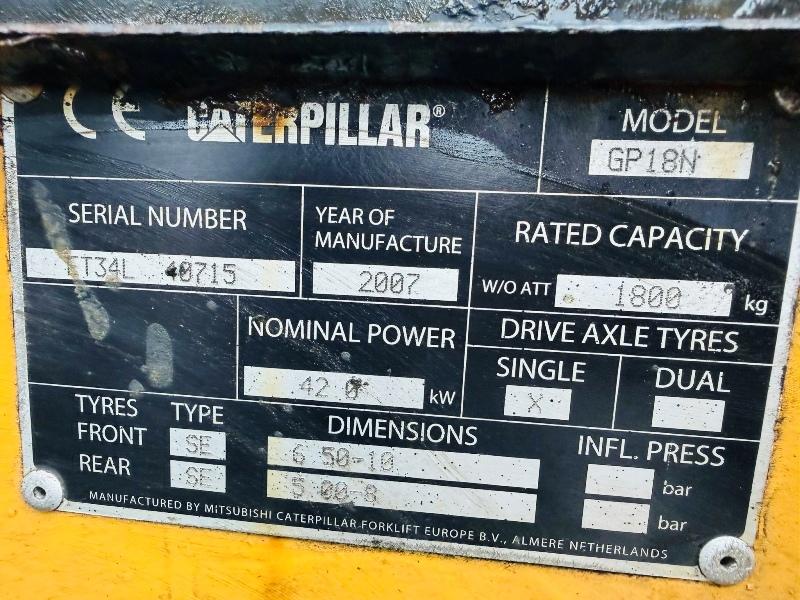 CE CATERPILLAR®
MODEL
GP18N
SERIAL NUMBER
40715
YEAR OF
MANUFACTURE
2007
RATED CAPACITY
W/O ATT 1800 kg
NOMINAL POWER
42.0 kW
DRIVE AXLE TYRES
SINGLE
X
DUAL
TYRES TYPE DIMENSIONS INFL. PRESS
FRONT SE 6 50-10 bar
REAR SE 5.00-8 bar
MANUFACTURED BY MITSUBISHI CATERPILLAR FORKLIFT EUROPE B.V., ALMERE NETHERLANDS